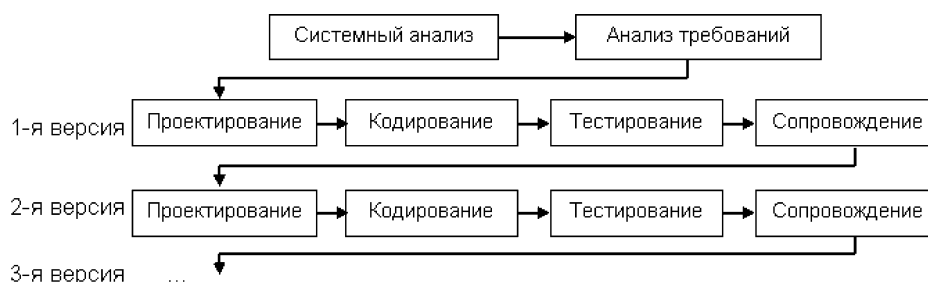 Системный анализ Анализ требований
1-я версия Проектирование Кодирование Тестирование Сопровождение
2-я версия Проектирование Кодирование Тестирование Сопровождение
3-я версия ...